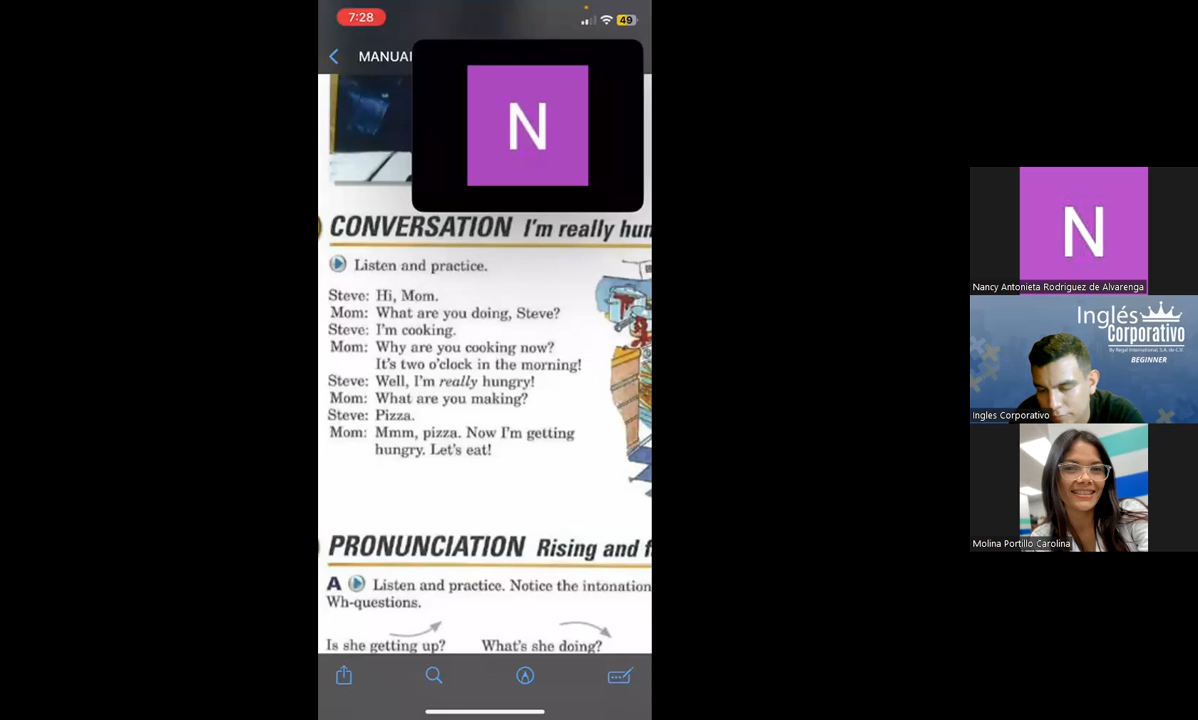 7:28
49
MANUAL
N
CONVERSATION I'm really hun
Listen and practice.
Steve: Hi, Mom.
Mom: What are you doing, Steve?
Steve: I'm cooking.
Mom: Why are you cooking now?
It's two o'clock in the morning!
Steve: Well, I'm really hungry!
Mom: What are you making?
Steve: Pizza.
Mom: Mmm, pizza. Now I'm getting
hungry. Let's eat!
PRONUNCIATION Rising and f
A Listen and practice. Notice the intonation
Wh-questions.
Is she getting up? What's she doing?
N
Nancy Antonieta Rodriguez de Alvarenga
Inglés
Corporativo
By Regal International, S.A. de C.V.
BEGINNER
Ingles Corporativo
Molina Portillo Carolina